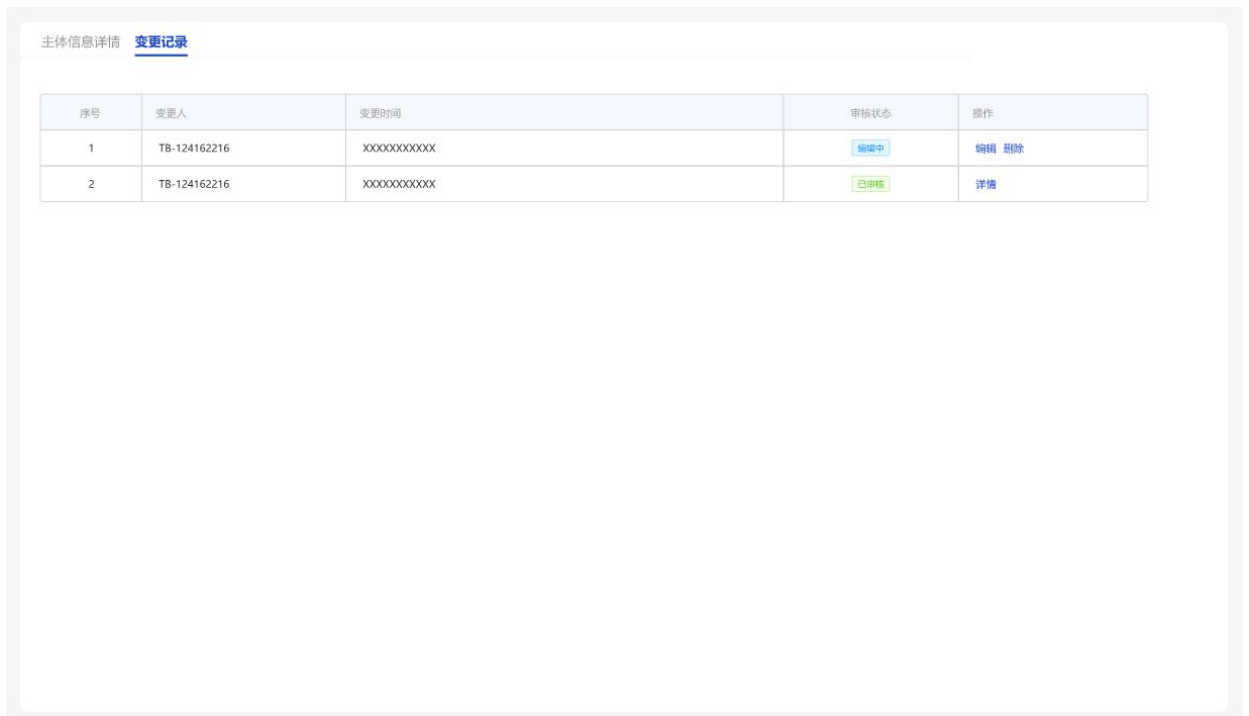 主体信息详情 变更记录
序号 变更人 变更时间 审核状态 操作
1 TB-124162216 XXXXXXXXXXX 编辑中 编辑 删除
2 TB-124162216 XXXXXXXXXXX 已审核 详情